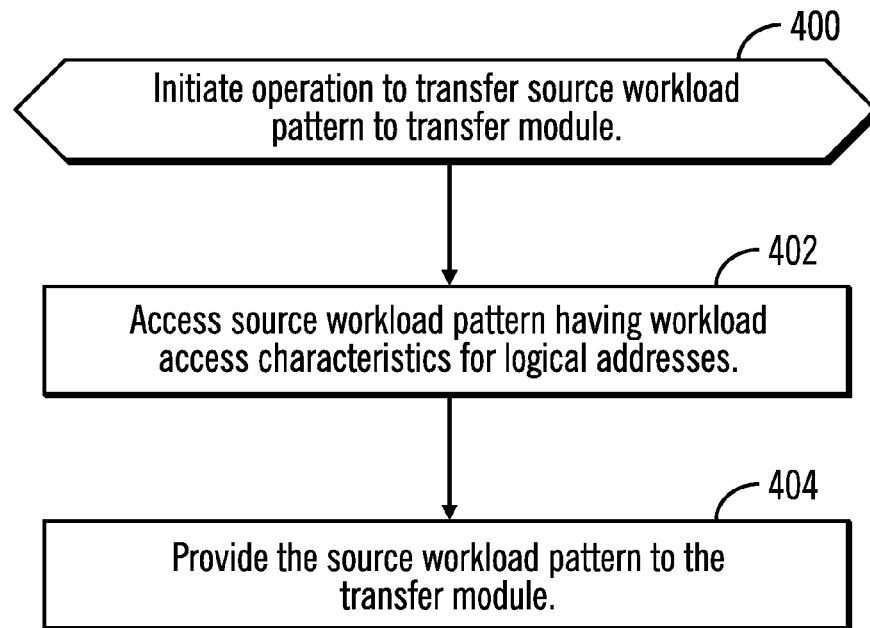 400
Initiate operation to transfer source workload
pattern to transfer module.
402
Access source workload pattern having workload
access characteristics for logical addresses.
404
Provide the source workload pattern to the
transfer module.